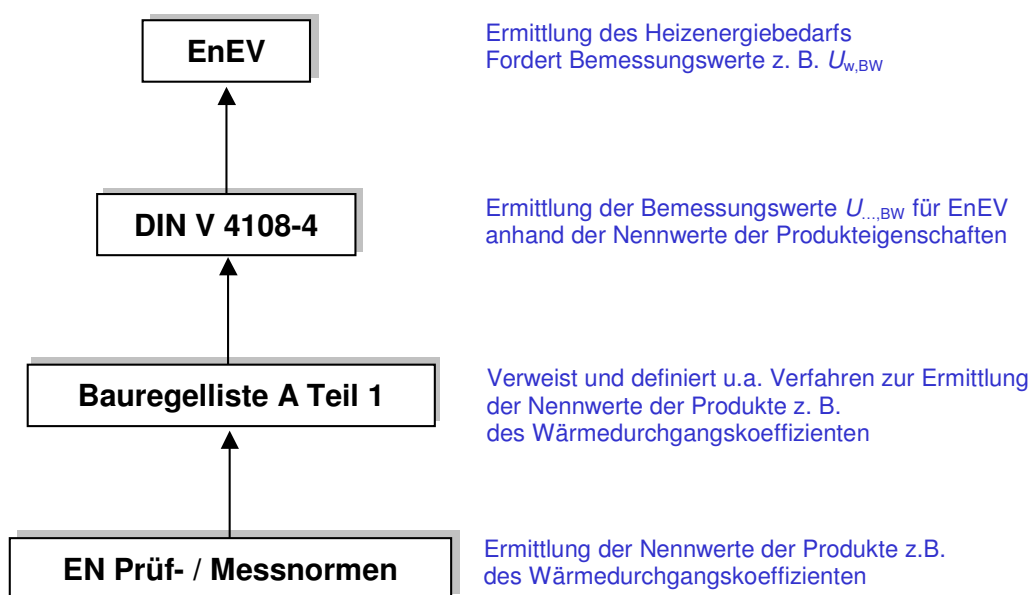 EnEV
Ermittlung des Heizenergiebedarfs
Fordert Bemessungswerte z. B. Uw,BW
DIN V 4108-4
Ermittlung der Bemessungswerte U...,BW für EnEV
anhand der Nennwerte der Produkteigenschaften
Bauregelliste A Teil 1
Verweist und definiert u.a. Verfahren zur Ermittlung
der Nennwerte der Produkte z. B.
des Wärmedurchgangskoeffizienten
EN Prüf- / Messnormen
Ermittlung der Nennwerte der Produkte z.B.
des Wärmedurchgangskoeffizienten